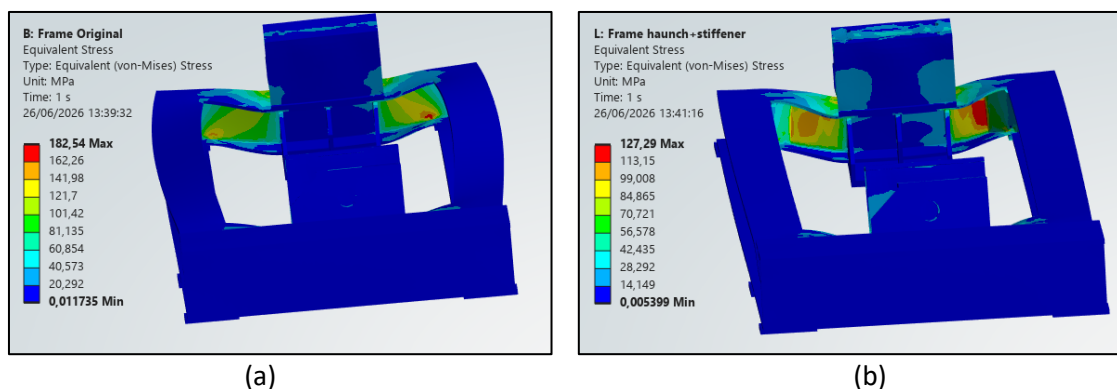 B: Frame Original
Equivalent Stress
Type: Equivalent (von-Mises) Stress
Unit: MPa
Time: 1 s
26/06/2026 13:39:32
182,54 Max
162,26
141,98
121,7
101,42
81,135
60,854
40,573
20,292
0,011735 Min
(a)
L: Frame haunch+stiffener
Equivalent Stress
Type: Equivalent (von-Mises) Stress
Unit: MPa
Time: 1 s
26/06/2026 13:41:16
127,29 Max
113,15
99,008
84,865
70,721
56,578
42,435
28,292
14,149
0,005399 Min
(b)